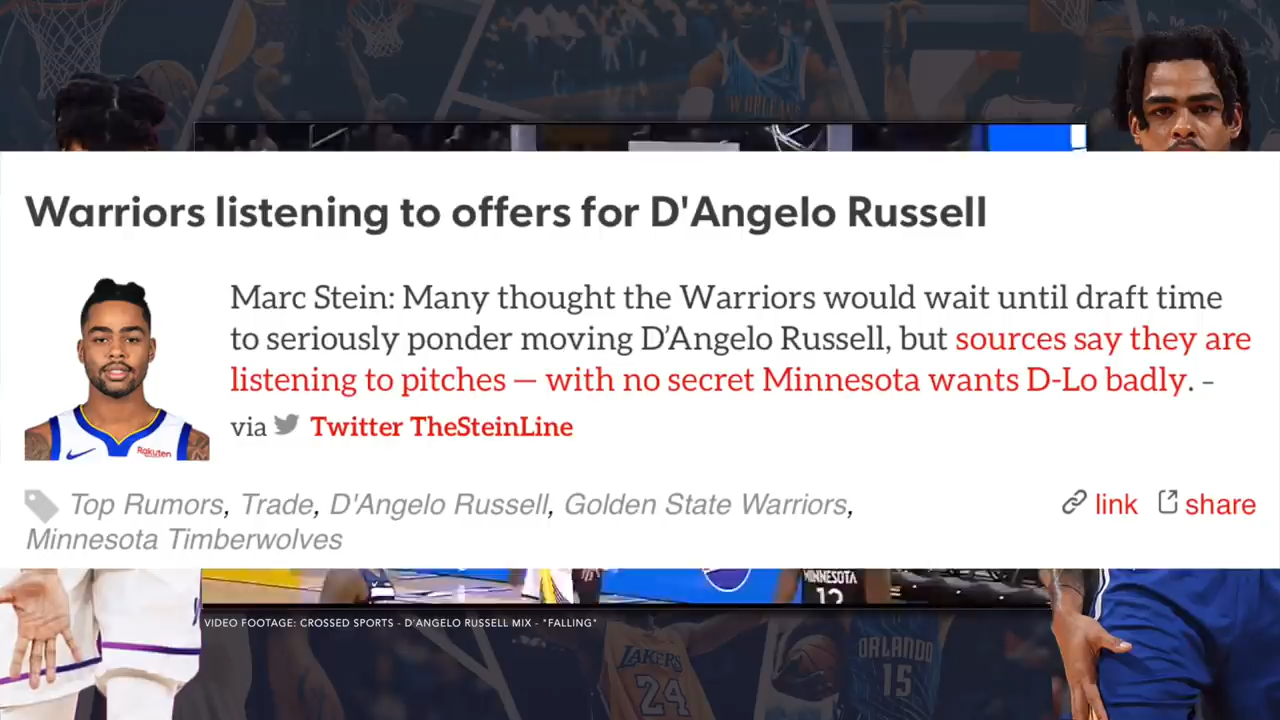 Warriors listening to offers for D'Angelo Russell
Marc Stein: Many thought the Warriors would wait until draft time
to seriously ponder moving D’Angelo Russell, but sources say they are
listening to pitches — with no secret Minnesota wants D-Lo badly. –
via Twitter TheSteinLine
Rakuten
Top Rumors, Trade, D'Angelo Russell, Golden State Warriors,
Minnesota Timberwolves
link share
MINNESOTA
12
VIDEO FOOTAGE: CROSSED SPORTS - D'ANGELO RUSSELL MIX - "FALLING"
LAKERS
24
ORLANDO
15